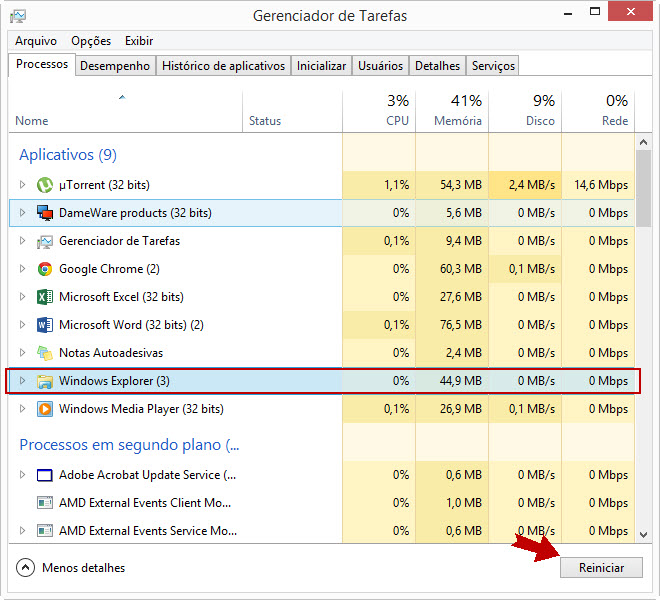 Gerenciador de Tarefas
Arquivo Opções Exibir
Processos Desempenho Histórico de aplicativos Inicializar Usuários Detalhes Serviços
3% 41% 9% 0%
Nome Status CPU Memória Disco Rede
Aplicativos (9)
µTorrent (32 bits) 1,1% 54,3 MB 2,4 MB/s 14,6 Mbps
DameWare products (32 bits) 0% 5,6 MB 0 MB/s 0 Mbps
Gerenciador de Tarefas 0,1% 9,4 MB 0 MB/s 0 Mbps
Google Chrome (2) 0% 60,3 MB 0,1 MB/s 0 Mbps
Microsoft Excel (32 bits) 0% 27,6 MB 0 MB/s 0 Mbps
Microsoft Word (32 bits) (2) 0,1% 76,5 MB 0 MB/s 0 Mbps
Notas Autoadesivas 0% 2,4 MB 0 MB/s 0 Mbps
Windows Explorer (3) 0% 44,9 MB 0 MB/s 0 Mbps
Windows Media Player (32 bits) 0,1% 26,9 MB 0,1 MB/s 0 Mbps
Processos em segundo plano (...
Adobe Acrobat Update Service (... 0% 0,6 MB 0 MB/s 0 Mbps
AMD External Events Client Mo... 0% 1,0 MB 0 MB/s 0 Mbps
AMD External Events Service Mo... 0% 0,6 MB 0 MB/s 0 Mbps
Menos detalhes Reiniciar